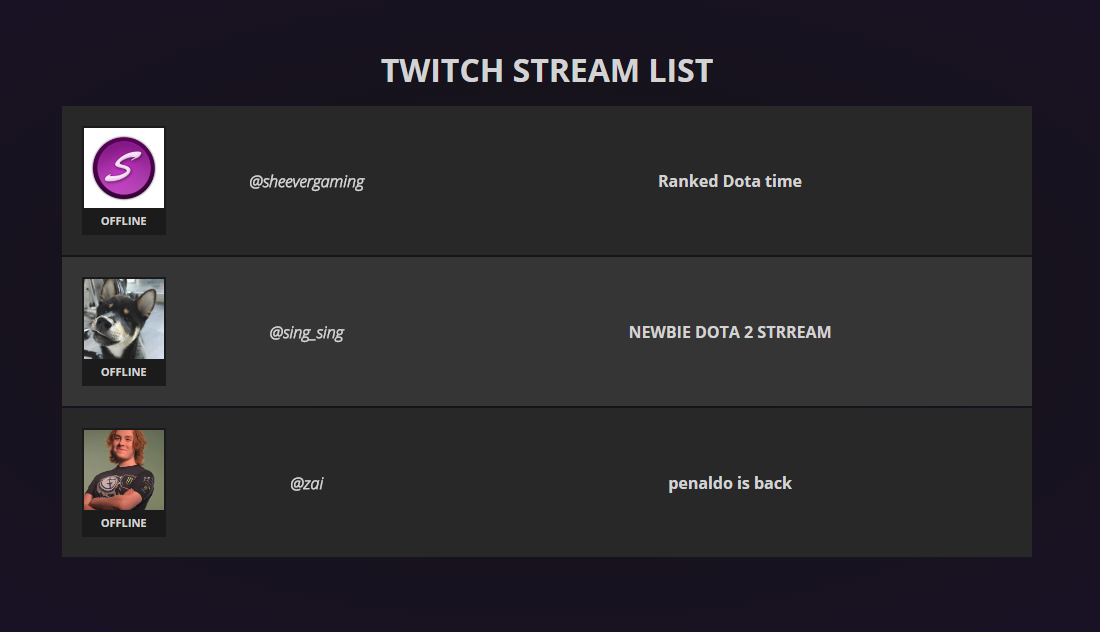 TWITCH STREAM LIST
S
OFFLINE
@sheevergaming
Ranked Dota time
OFFLINE
@sing_sing
NEWBIE DOTA 2 STRREAM
OFFLINE
@zai
penaldo is back